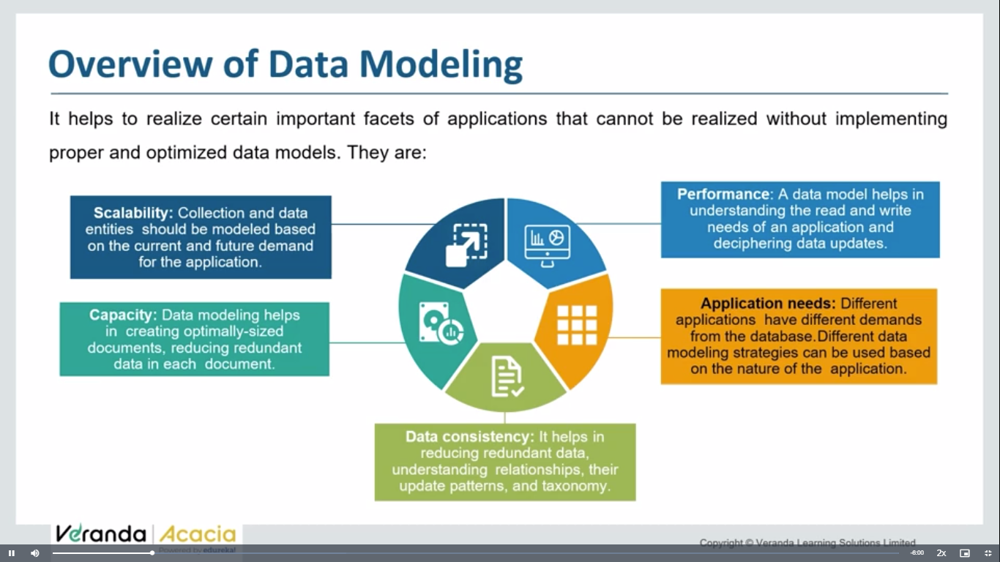 Overview of Data Modeling
It helps to realize certain important facets of applications that cannot be realized without implementing
proper and optimized data models. They are:
Scalability: Collection and data
entities should be modeled based
on the current and future demand
for the application.
Performance: A data model helps in
understanding the read and write
needs of an application and
deciphering data updates.
Capacity: Data modeling helps
in creating optimally-sized
documents, reducing redundant
data in each document.
Application needs: Different
applications have different demands
from the database.Different data
modeling strategies can be used based
on the nature of the application.
Data consistency: It helps in
reducing redundant data,
understanding relationships, their
update patterns, and taxonomy.
Veranda | Acacia
Powered by edureka!
Copyright © Veranda Learning Solutions Limited
-6:00
2x